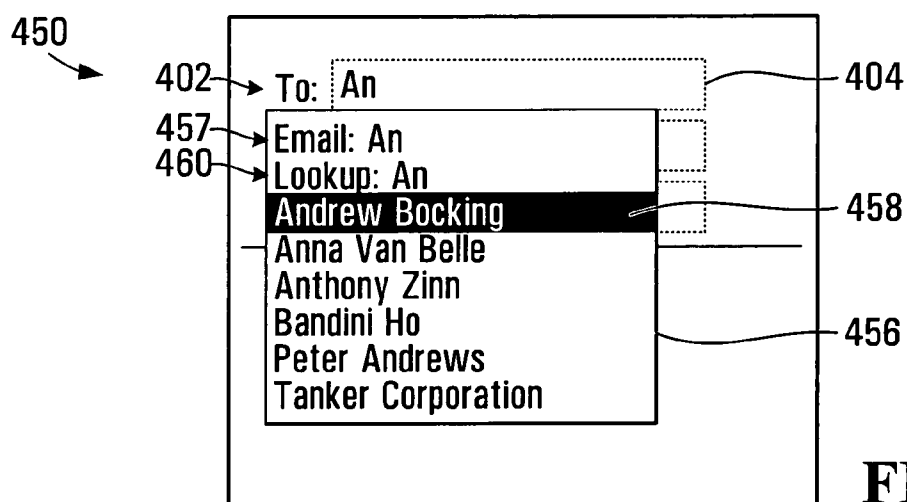 450
402 To: An 404
457 Email: An
460 Lookup: An
Andrew Bocking 458
Anna Van Belle
Anthony Zinn
Bandini Ho 456
Peter Andrews
Tanker Corporation